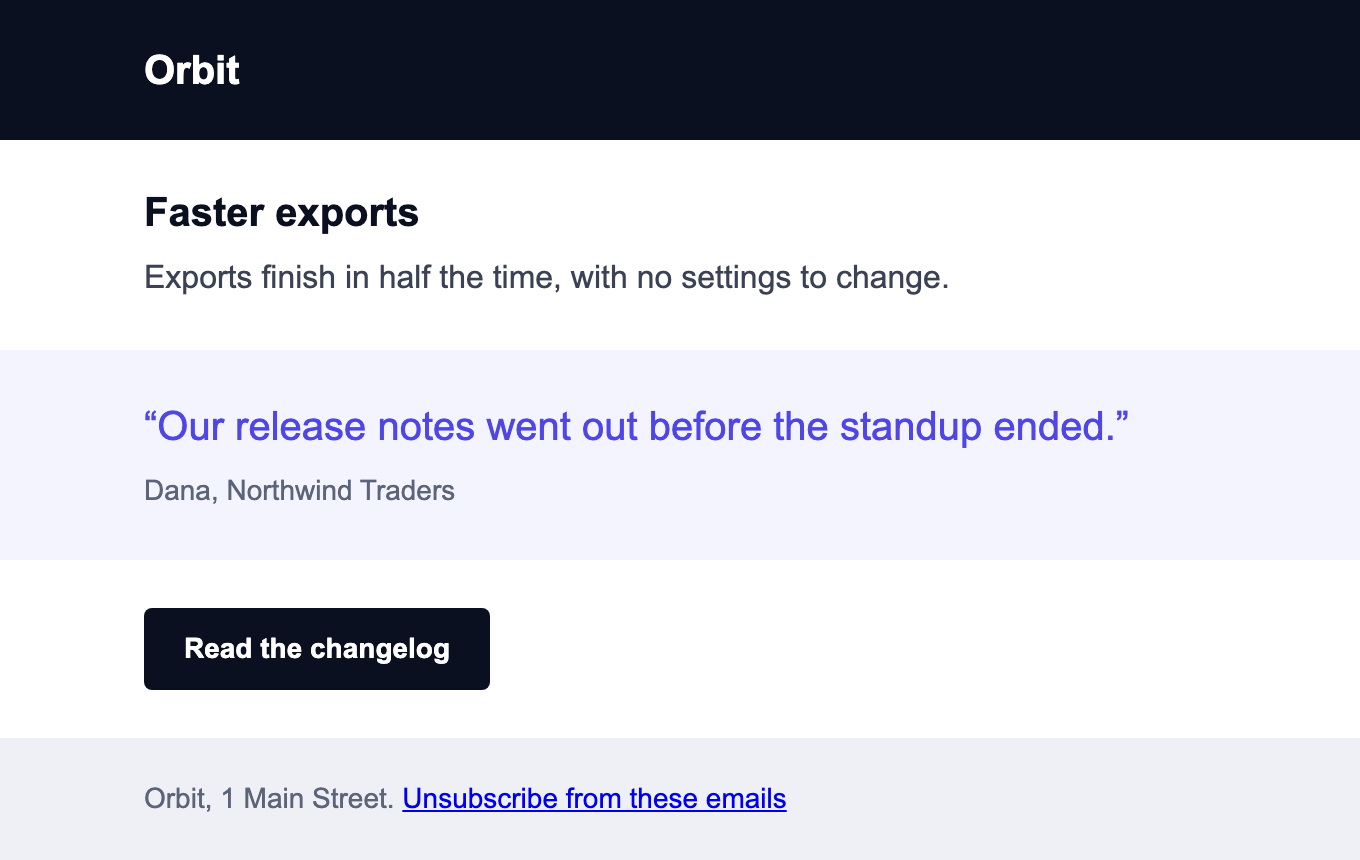 Orbit
Faster exports
Exports finish in half the time, with no settings to change.
“Our release notes went out before the standup ended.”
Dana, Northwind Traders
Read the changelog
Orbit, 1 Main Street. Unsubscribe from these emails